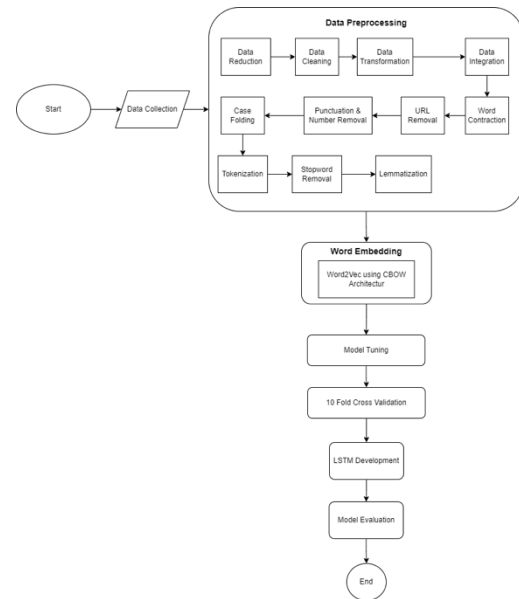 Data Preprocessing
Data
Reduction
Data
Cleaning
Data
Transformation
Data
Integration
Start
Data Collection
Case
Folding
Punctuation &
Number Removal
URL
Removal
Word
Contraction
Tokenization
Stopword
Removal
Lemmatization
Word Embedding
Word2Vec using CBOW
Architectur
Model Tuning
10 Fold Cross Validation
LSTM Development
Model Evaluation
End